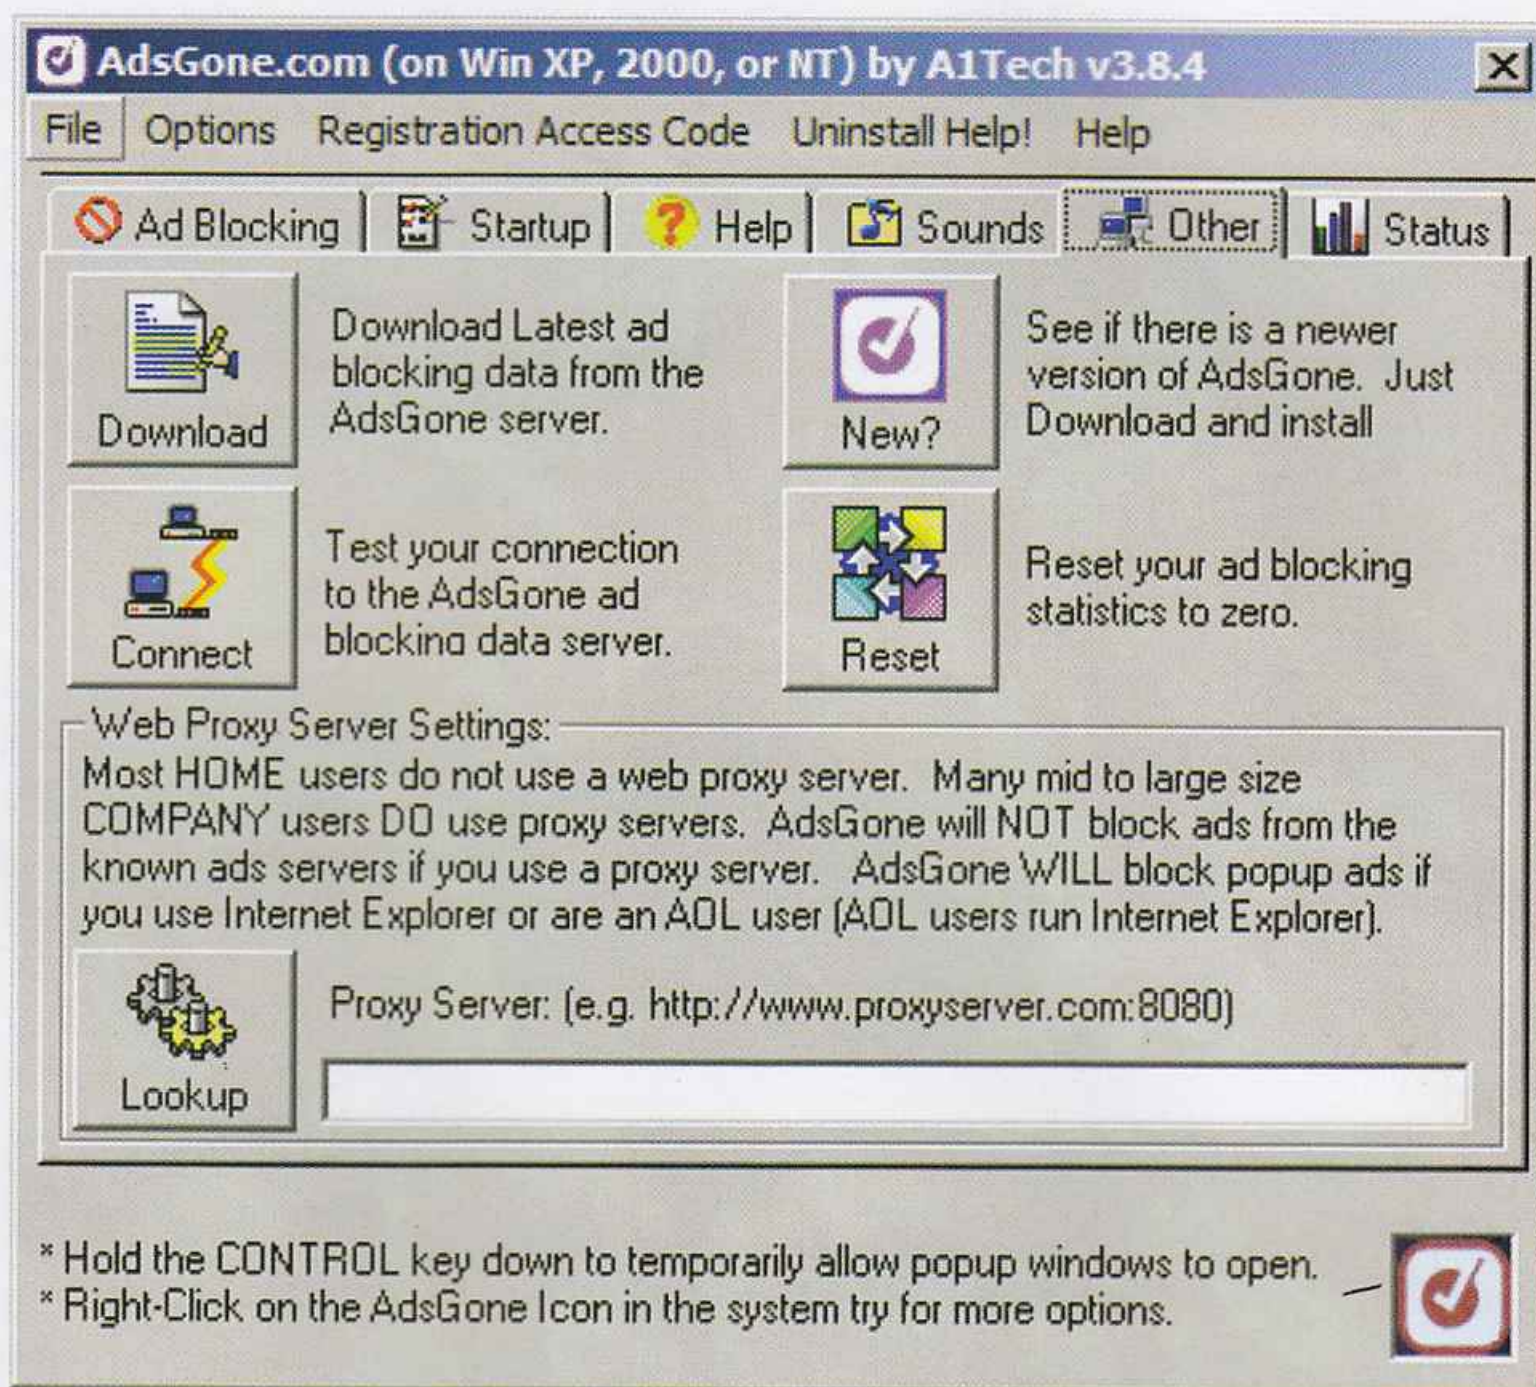 AdsGone.com (on Win XP, 2000, or NT) by A1Tech v3.8.4
File Options Registration Access Code Uninstall Help! Help
Ad Blocking Startup Help Sounds Other Status
Download
Download Latest ad
blocking data from the
AdsGone server.
New?
See if there is a newer
version of AdsGone. Just
Download and install
Connect
Test your connection
to the AdsGone ad
blocking data server.
Reset
Reset your ad blocking
statistics to zero.
Web Proxy Server Settings:
Most HOME users do not use a web proxy server. Many mid to large size
COMPANY users DO use proxy servers. AdsGone will NOT block ads from the
known ads servers if you use a proxy server. AdsGone WILL block popup ads if
you use Internet Explorer or are an AOL user (AOL users run Internet Explorer).
Lookup
Proxy Server: (e.g. http://www.proxyserver.com:8080)
* Hold the CONTROL key down to temporarily allow popup windows to open.
* Right-Click on the AdsGone Icon in the system try for more options.